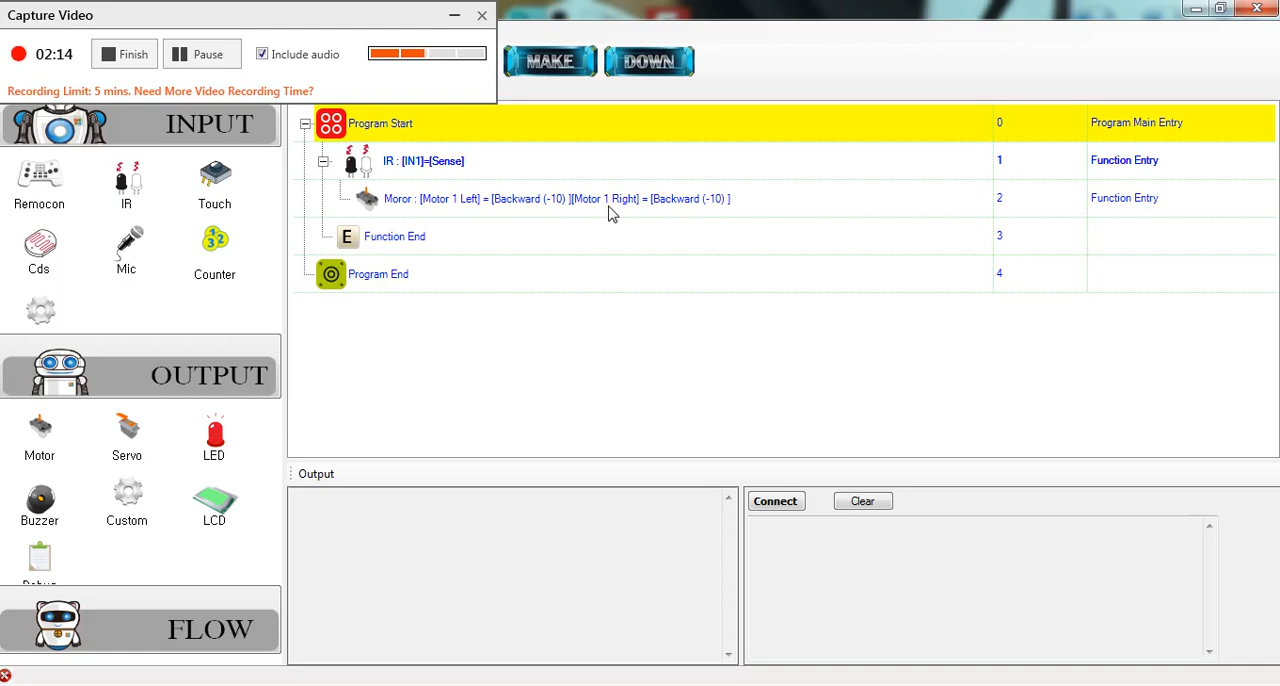 Capture Video
02:14 Finish Pause Include audio
Recording Limit: 5 mins. Need More Video Recording Time?
MAKE DOWN
INPUT
Remocon IR Touch
Cds Mic Counter
OUTPUT
Motor Servo LED
Buzzer Custom LCD
Debug
FLOW
Program Start 0 Program Main Entry
IR : [IN1]=[Sense] 1 Function Entry
Moror : [Motor 1 Left] = [Backward (-10) ][Motor 1 Right] = [Backward (-10) ] 2 Function Entry
E Function End 3
Program End 4
Output
Connect Clear